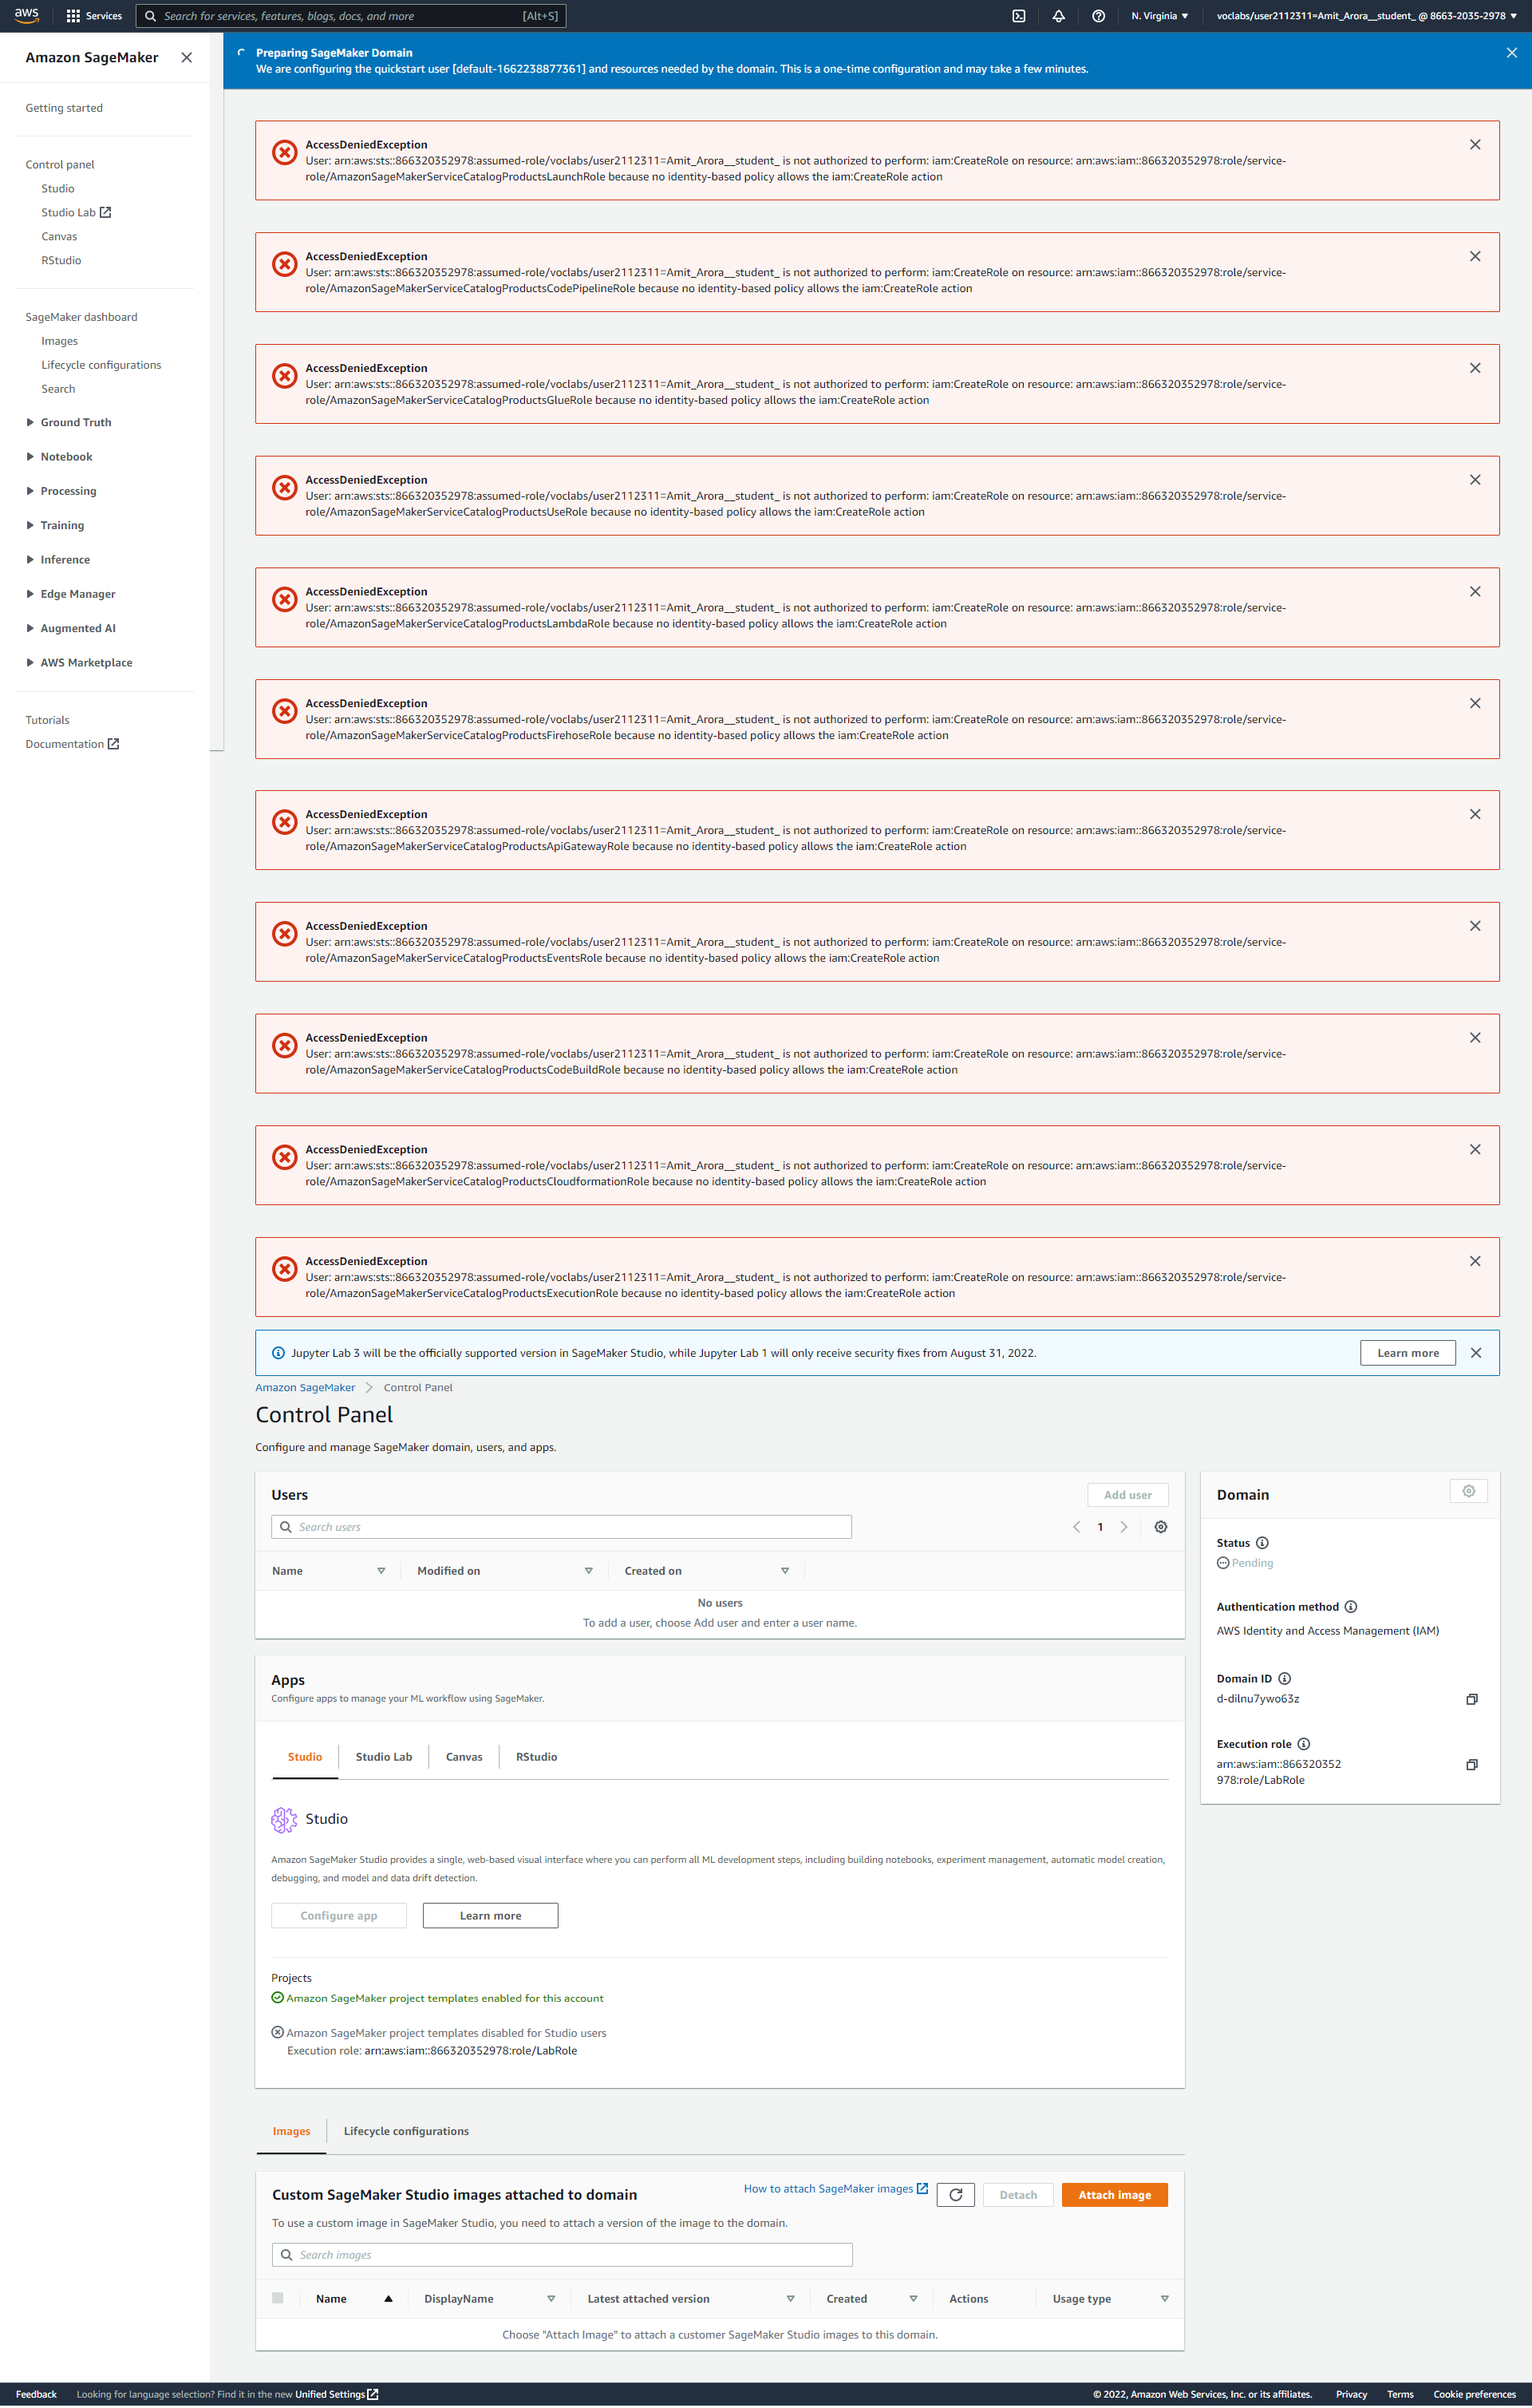 aws
Services
Search for services, features, blogs, docs, and more
[Alt+S]
N. Virginia
voclabs/user2112311=Amit_Arora__student_ @ 8663-2035-2978
Amazon SageMaker
Getting started
Control panel
Studio
Studio Lab
Canvas
RStudio
SageMaker dashboard
Images
Lifecycle configurations
Search
Ground Truth
Notebook
Processing
Training
Inference
Edge Manager
Augmented AI
AWS Marketplace
Tutorials
Documentation
Preparing SageMaker Domain
We are configuring the quickstart user [default-1662238877361] and resources needed by the domain. This is a one-time configuration and may take a few minutes.
AccessDeniedException
User: arn:aws:sts::866320352978:assumed-role/voclabs/user2112311=Amit_Arora__student_ is not authorized to perform: iam:CreateRole on resource: arn:aws:iam::866320352978:role/service-
role/AmazonSageMakerServiceCatalogProductsLaunchRole because no identity-based policy allows the iam:CreateRole action
AccessDeniedException
User: arn:aws:sts::866320352978:assumed-role/voclabs/user2112311=Amit_Arora__student_ is not authorized to perform: iam:CreateRole on resource: arn:aws:iam::866320352978:role/service-
role/AmazonSageMakerServiceCatalogProductsCodePipelineRole because no identity-based policy allows the iam:CreateRole action
AccessDeniedException
User: arn:aws:sts::866320352978:assumed-role/voclabs/user2112311=Amit_Arora__student_ is not authorized to perform: iam:CreateRole on resource: arn:aws:iam::866320352978:role/service-
role/AmazonSageMakerServiceCatalogProductsGlueRole because no identity-based policy allows the iam:CreateRole action
AccessDeniedException
User: arn:aws:sts::866320352978:assumed-role/voclabs/user2112311=Amit_Arora__student_ is not authorized to perform: iam:CreateRole on resource: arn:aws:iam::866320352978:role/service-
role/AmazonSageMakerServiceCatalogProductsUseRole because no identity-based policy allows the iam:CreateRole action
AccessDeniedException
User: arn:aws:sts::866320352978:assumed-role/voclabs/user2112311=Amit_Arora__student_ is not authorized to perform: iam:CreateRole on resource: arn:aws:iam::866320352978:role/service-
role/AmazonSageMakerServiceCatalogProductsLambdaRole because no identity-based policy allows the iam:CreateRole action
AccessDeniedException
User: arn:aws:sts::866320352978:assumed-role/voclabs/user2112311=Amit_Arora__student_ is not authorized to perform: iam:CreateRole on resource: arn:aws:iam::866320352978:role/service-
role/AmazonSageMakerServiceCatalogProductsFirehoseRole because no identity-based policy allows the iam:CreateRole action
AccessDeniedException
User: arn:aws:sts::866320352978:assumed-role/voclabs/user2112311=Amit_Arora__student_ is not authorized to perform: iam:CreateRole on resource: arn:aws:iam::866320352978:role/service-
role/AmazonSageMakerServiceCatalogProductsApiGatewayRole because no identity-based policy allows the iam:CreateRole action
AccessDeniedException
User: arn:aws:sts::866320352978:assumed-role/voclabs/user2112311=Amit_Arora__student_ is not authorized to perform: iam:CreateRole on resource: arn:aws:iam::866320352978:role/service-
role/AmazonSageMakerServiceCatalogProductsEventsRole because no identity-based policy allows the iam:CreateRole action
AccessDeniedException
User: arn:aws:sts::866320352978:assumed-role/voclabs/user2112311=Amit_Arora__student_ is not authorized to perform: iam:CreateRole on resource: arn:aws:iam::866320352978:role/service-
role/AmazonSageMakerServiceCatalogProductsCodeBuildRole because no identity-based policy allows the iam:CreateRole action
AccessDeniedException
User: arn:aws:sts::866320352978:assumed-role/voclabs/user2112311=Amit_Arora__student_ is not authorized to perform: iam:CreateRole on resource: arn:aws:iam::866320352978:role/service-
role/AmazonSageMakerServiceCatalogProductsCloudformationRole because no identity-based policy allows the iam:CreateRole action
AccessDeniedException
User: arn:aws:sts::866320352978:assumed-role/voclabs/user2112311=Amit_Arora__student_ is not authorized to perform: iam:CreateRole on resource: arn:aws:iam::866320352978:role/service-
role/AmazonSageMakerServiceCatalogProductsExecutionRole because no identity-based policy allows the iam:CreateRole action
Jupyter Lab 3 will be the officially supported version in SageMaker Studio, while Jupyter Lab 1 will only receive security fixes from August 31, 2022.
Learn more
Amazon SageMaker
Control Panel
Control Panel
Configure and manage SageMaker domain, users, and apps.
Users
Add user
Search users
1
Name
Modified on
Created on
No users
To add a user, choose Add user and enter a user name.
Domain
Status
Pending
Authentication method
AWS Identity and Access Management (IAM)
Domain ID
d-dilnu7ywo63z
Execution role
arn:aws:iam::866320352
978:role/LabRole
Apps
Configure apps to manage your ML workflow using SageMaker.
Studio
Studio Lab
Canvas
RStudio
Studio
Amazon SageMaker Studio provides a single, web-based visual interface where you can perform all ML development steps, including building notebooks, experiment management, automatic model creation,
debugging, and model and data drift detection.
Configure app
Learn more
Projects
Amazon SageMaker project templates enabled for this account
Amazon SageMaker project templates disabled for Studio users
Execution role: arn:aws:iam::866320352978:role/LabRole
Images
Lifecycle configurations
Custom SageMaker Studio images attached to domain
How to attach SageMaker images
Detach
Attach image
To use a custom image in SageMaker Studio, you need to attach a version of the image to the domain.
Search images
Name
DisplayName
Latest attached version
Created
Actions
Usage type
Choose "Attach Image" to attach a customer SageMaker Studio images to this domain.
Feedback
Looking for language selection? Find it in the new Unified Settings
© 2022, Amazon Web Services, Inc. or its affiliates.
Privacy
Terms
Cookie preferences